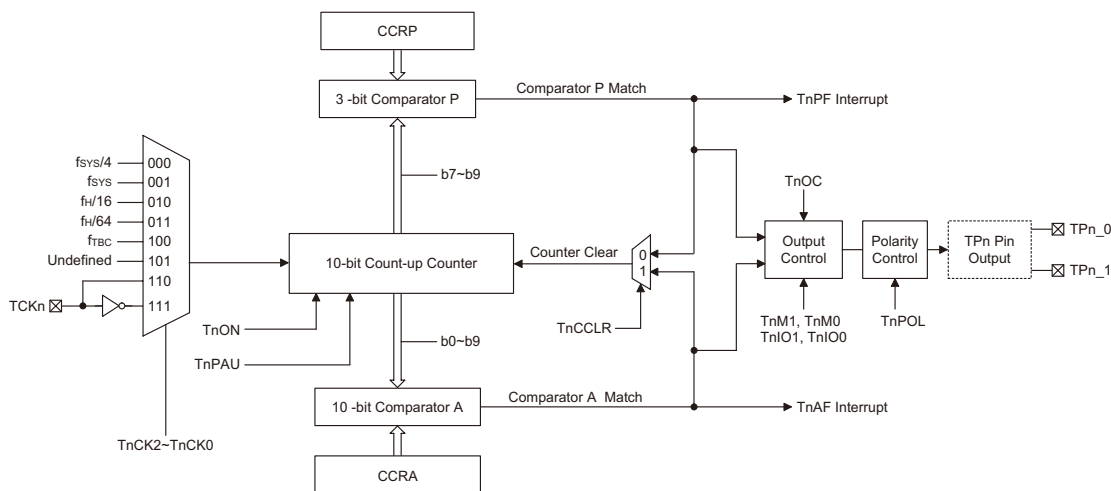 CCRP
3 -bit Comparator P
Comparator P Match
TnPF Interrupt
b7~b9
fSYS/4
000
fSYS
001
fH/16
010
fH/64
011
fTBC
100
Undefined
101
110
111
TCKn
TnCK2~TnCK0
10-bit Count-up Counter
TnON
TnPAU
Counter Clear
0
1
TnCCLR
TnOC
Output
Control
TnM1, TnM0
TnIO1, TnIO0
Polarity
Control
TnPOL
TPn Pin
Output
TPn_0
TPn_1
b0~b9
10 -bit Comparator A
Comparator A Match
TnAF Interrupt
CCRA